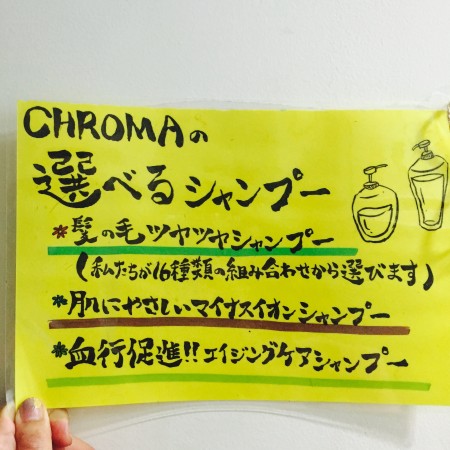 CHROMAの
選べるシャンプー
*髪の毛ツヤツヤシャンプー
(私たちが16種類の組み合わせから選びます)
*肌にやさしいマイナスイオンシャンプー
*血行促進!!エイジングケアシャンプー